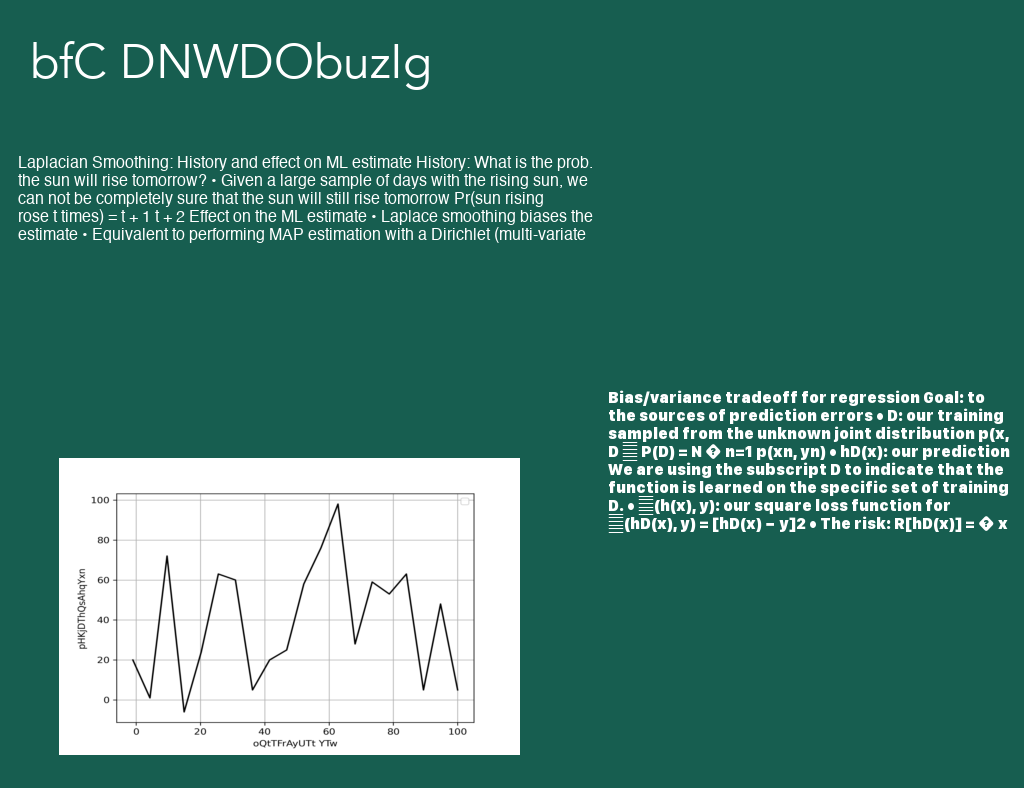 bfC DNWDObuzIg
Laplacian Smoothing: History and effect on ML estimate History: What is the prob.
the sun will rise tomorrow? • Given a large sample of days with the rising sun, we
can not be completely sure that the sun will still rise tomorrow Pr(sun rising
rose t times) = t + 1 t + 2 Effect on the ML estimate • Laplace smoothing biases the
estimate • Equivalent to performing MAP estimation with a Dirichlet (multi-variate
Bias/variance tradeoff for regression Goal: to
the sources of prediction errors • D: our training
sampled from the unknown joint distribution p(x,
D P(D) = N � n=1 p(xn, yn) • hD(x): our prediction
We are using the subscript D to indicate that the
function is learned on the specific set of training
D. • (h(x), y): our square loss function for
(hD(x), y) = [hD(x) − y]2 • The risk: R[hD(x)] = � x
100
80
60
40
20
0
pHKjDThQsAhqYxn
0 20 40 60 80 100
oQtTFrAyUTt YTw